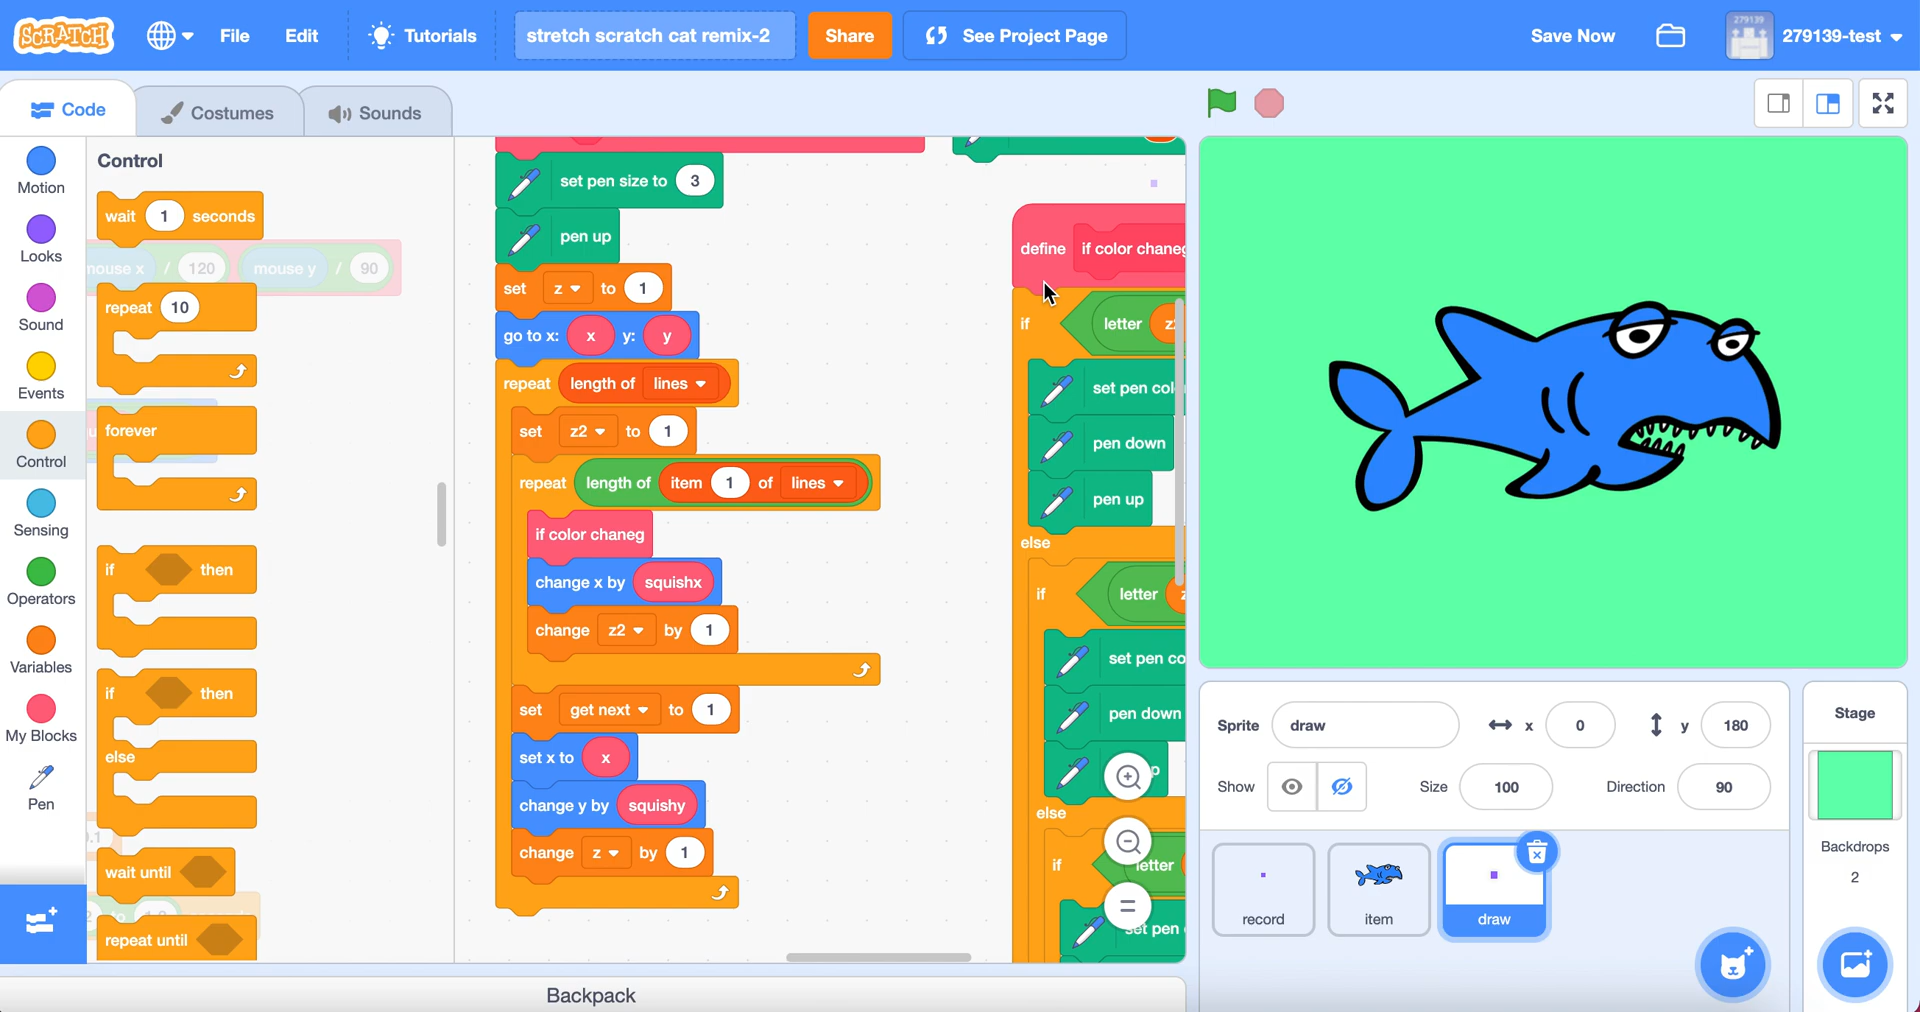 SCRATCH File Edit Tutorials stretch scratch cat remix-2 Share See Project Page Save Now 279139 279139-test
Code Costumes Sounds
Motion
Looks
Sound
Events
Control
Sensing
Operators
Variables
My Blocks
Pen
Control
wait 1 seconds
mouse x / 120 mouse y / 90
repeat 10
forever
if then
if then
else
wait until
repeat until
set pen size to 3
pen up
set z to 1
go to x: x y: y
repeat length of lines
set z2 to 1
repeat length of item 1 of lines
if color chaneg
change x by squishx
change z2 by 1
set get next to 1
set x to x
change y by squishy
change z by 1
define if color chaneg
if letter
set pen
pen down
pen up
else
if letter
set pen
pen down
else
if letter
set pen
Backpack
Sprite draw x 0 y 180
Show Size 100 Direction 90
record item draw
Stage
Backdrops
2